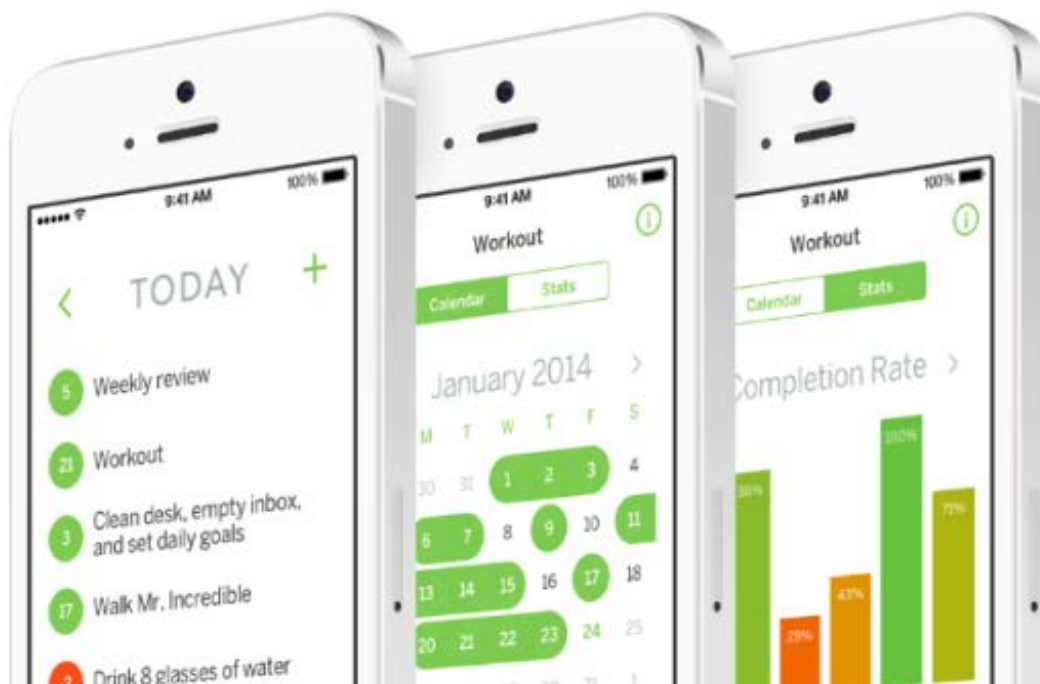 9:41 AM
100%
TODAY
+
5 Weekly review
21 Workout
3 Clean desk, empty inbox,
and set daily goals
17 Walk Mr. Incredible
2 Drink 8 glasses of water
9:41 AM
100%
Workout
Calendar Stats
January 2014
M T W T F S
30 31 1 2 3 4
6 7 8 9 10 11
13 14 15 16 17 18
20 21 22 23 24 25
31 1
9:41 AM
100%
Workout
Calendar Stats
Completion Rate
29%
43%
100%